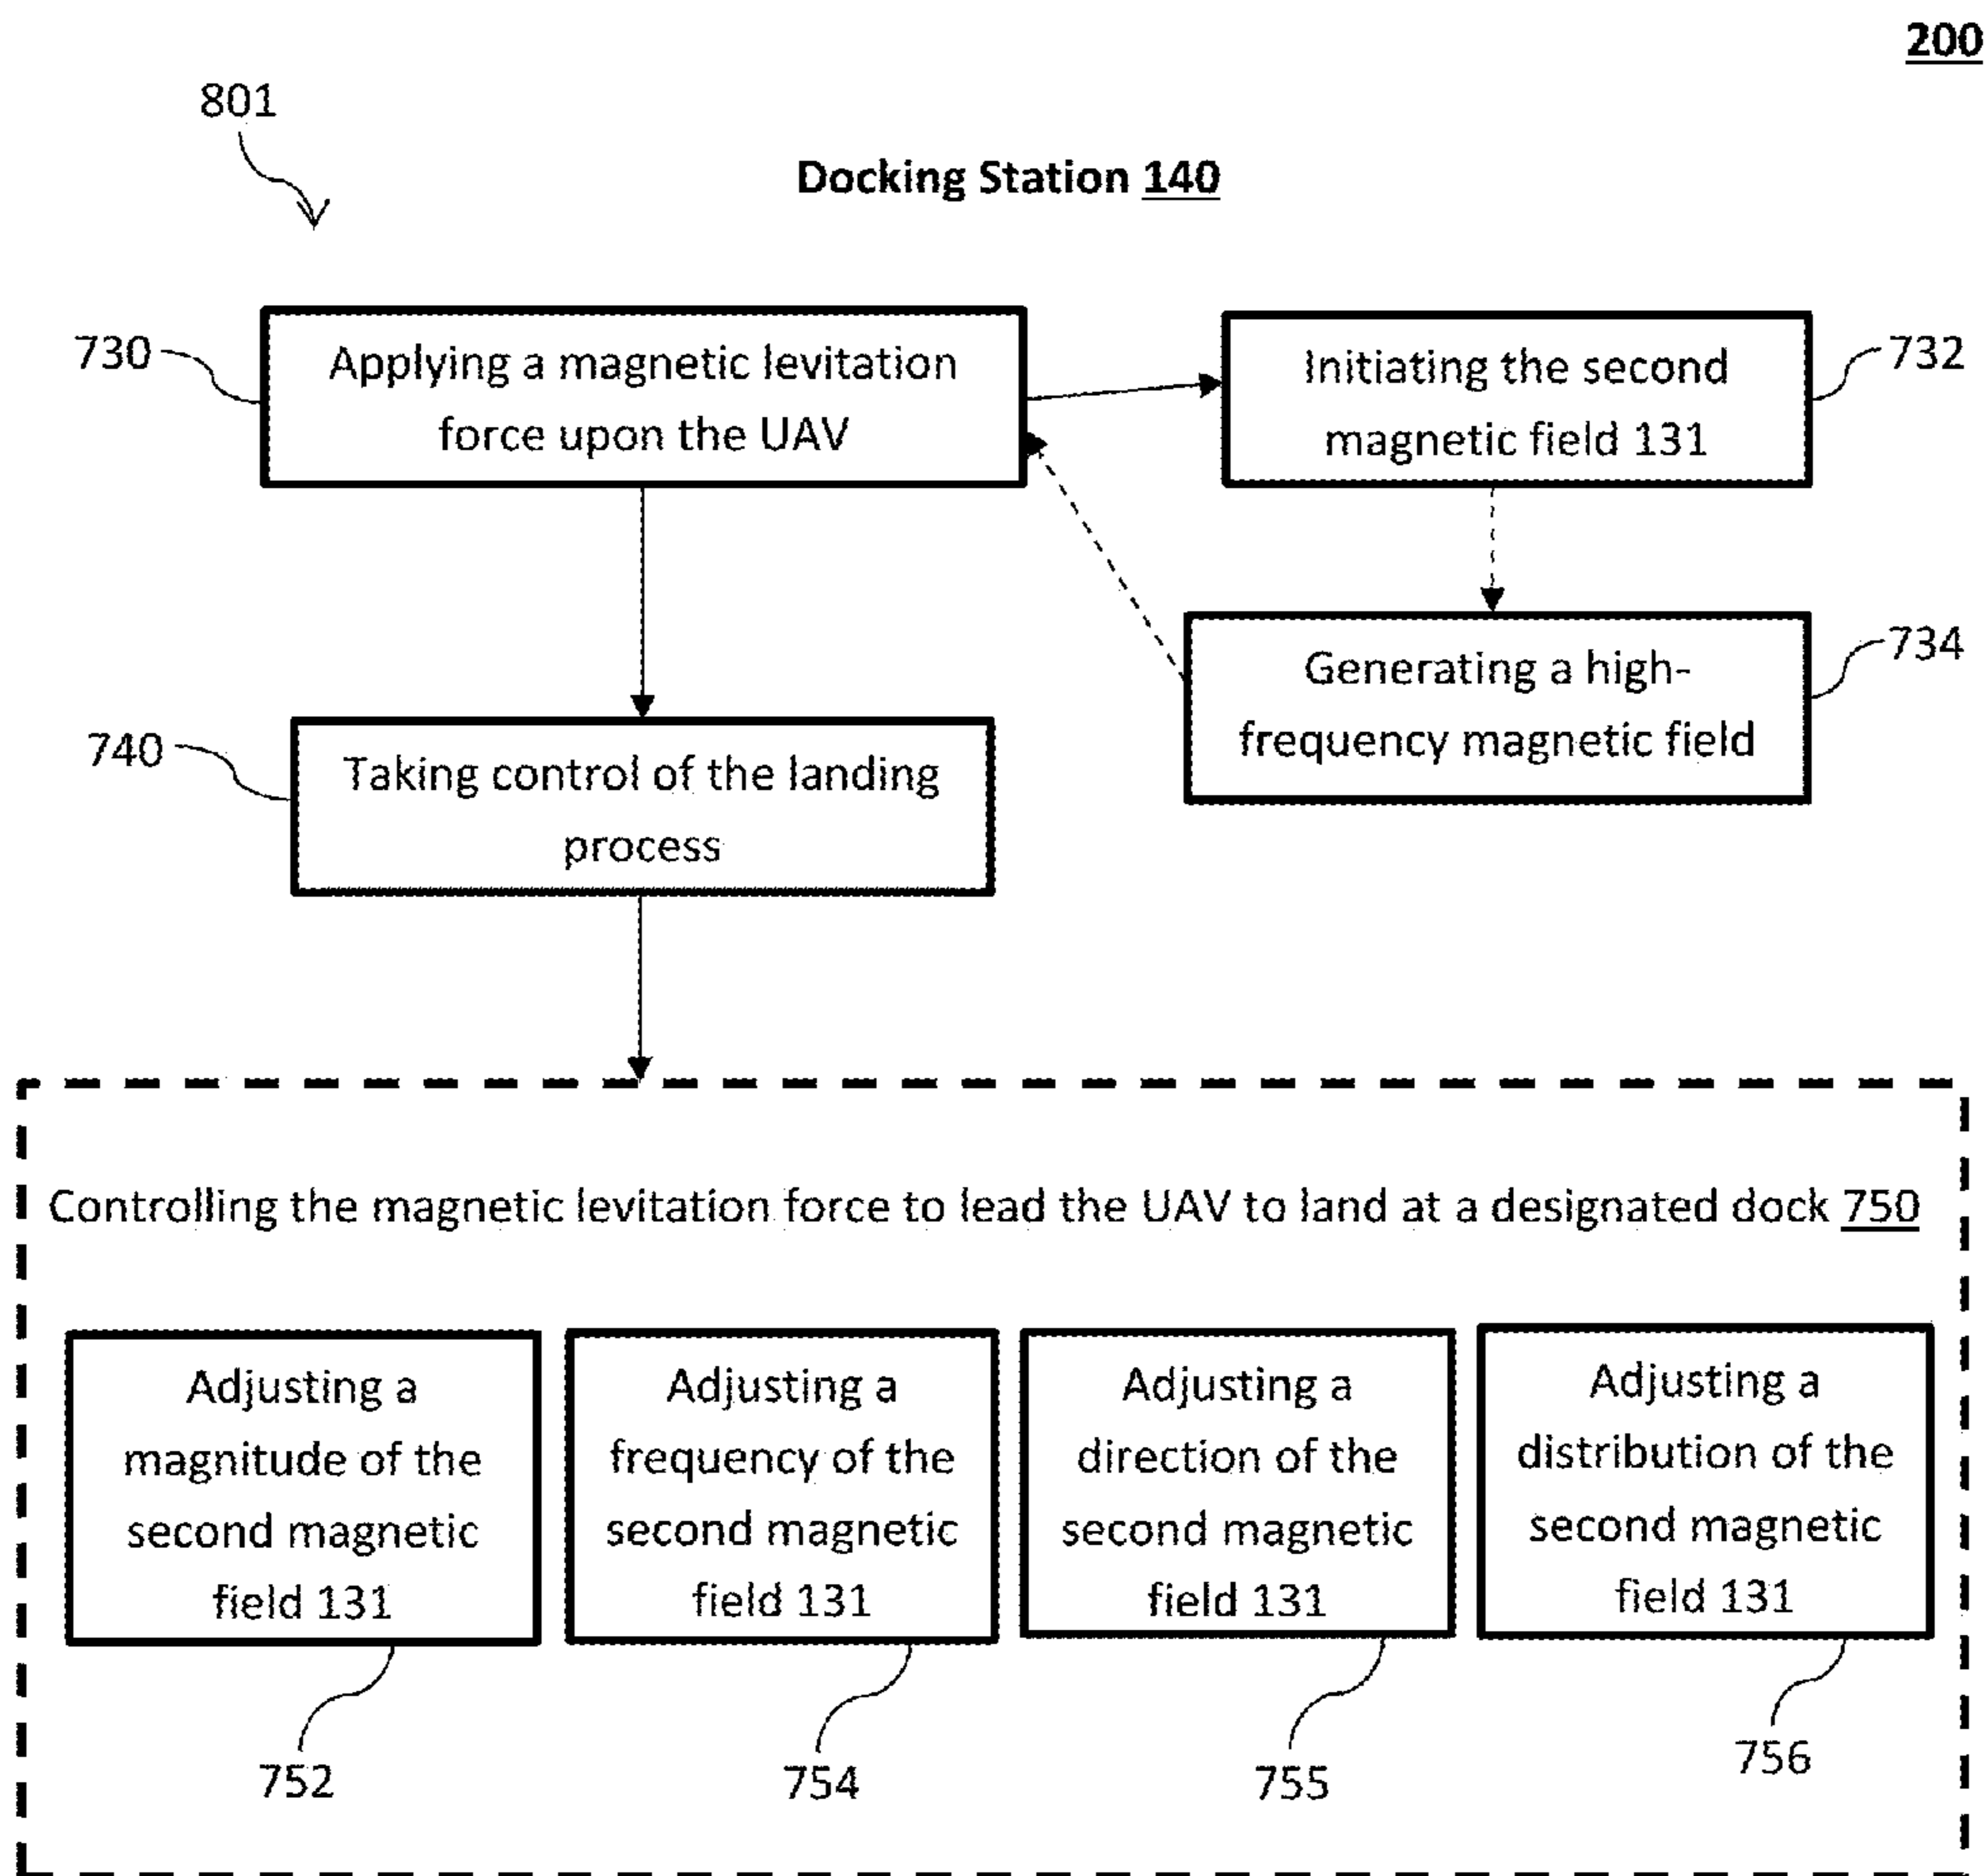 200
801
Docking Station 140
730
Applying a magnetic levitation
force upon the UAV
Initiating the second
magnetic field 131
732
Generating a high-
frequency magnetic field
734
740
Taking control of the landing
process
Controlling the magnetic levitation force to lead the UAV to land at a designated dock 750
Adjusting a
magnitude of the
second magnetic
field 131
Adjusting a
frequency of the
second magnetic
field 131
Adjusting a
direction of the
second magnetic
field 131
Adjusting a
distribution of the
second magnetic
field 131
752
754
755
756